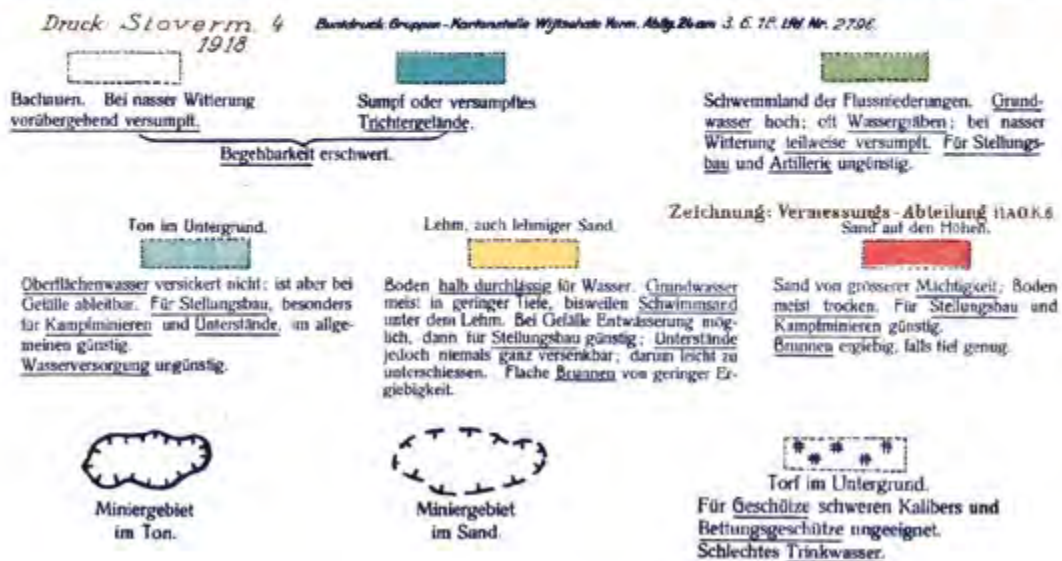 Druck Stoverm. 4
1918
Buntdruck Gruppen-Kartenstelle Wijtschate Verm. Abtlg. 26 am 3. 6. 18. Lfd Nr. 2796.
Bachauen. Bei nasser Witterung
vorübergehend versumpft.
Sumpf oder versumpftes
Trichtergelände.
Begehbarkeit erschwert.
Schwemmland der Flussniederungen. Grund-
wasser hoch; oft Wassergräben; bei nasser
Witterung teilweise versumpft. Für Stellungs-
bau und Artillerie ungünstig.
Zeichnung: Vermessungs-Abteilung 11 A.O.K.6
Ton im Untergrund.
Oberflächenwasser versickert nicht; ist aber bei
Gefälle ableitbar. Für Stellungsbau, besonders
für Kampfminieren und Unterstände, im allge-
meinen günstig.
Wasserversorgung ungünstig.
Lehm, auch lehmiger Sand.
Boden halb durchlässig für Wasser. Grundwasser
meist in geringer Tiefe, bisweilen Schwimmsand
unter dem Lehm. Bei Gefälle Entwässerung mög-
lich, dann für Stellungsbau günstig; Unterstände
jedoch niemals ganz versenkbar; darum leicht zu
unterschiessen. Flache Brunnen von geringer Er-
giebigkeit.
Sand auf den Höhen.
Sand von grösserer Mächtigkeit; Boden
meist trocken. Für Stellungsbau und
Kampfminieren günstig.
Brunnen ergiebig, falls tief genug.
Miniergebiet
im Ton.
Miniergebiet
im Sand.
Torf im Untergrund.
Für Geschütze schweren Kalibers und
Bettungsgeschütze ungeeignet.
Schlechtes Trinkwasser.